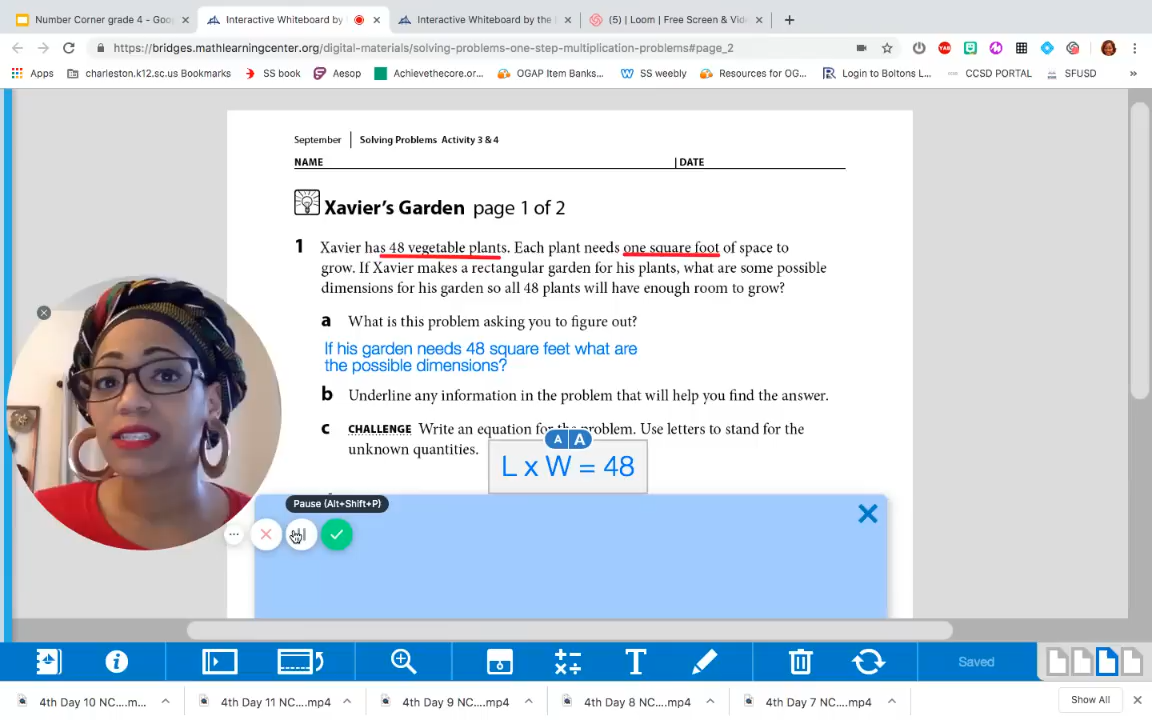 Number Corner grade 4 - Goo
Interactive Whiteboard by
Interactive Whiteboard by the
(5) | Loom | Free Screen & Vide
https://bridges.mathlearningcenter.org/digital-materials/solving-problems-one-step-multiplication-problems#page_2
Apps
charleston.k12.sc.us Bookmarks
SS book
Aesop
Achievethecore.or...
OGAP Item Banks...
SS weebly
Resources for OG...
Login to Boltons L...
CCSD PORTAL
SFUSD
»
September | Solving Problems Activity 3 & 4
NAME | DATE
Xavier's Garden page 1 of 2
1 Xavier has 48 vegetable plants. Each plant needs one square foot of space to
grow. If Xavier makes a rectangular garden for his plants, what are some possible
dimensions for his garden so all 48 plants will have enough room to grow?
a What is this problem asking you to figure out?
If his garden needs 48 square feet what are
the possible dimensions?
b Underline any information in the problem that will help you find the answer.
c CHALLENGE Write an equation for the problem. Use letters to stand for the
unknown quantities.
A A
L x W = 48
Pause (Alt+Shift+P)
Saved
4th Day 10 NC....m...
4th Day 11 NC....mp4
4th Day 9 NC....mp4
4th Day 8 NC....mp4
4th Day 7 NC....mp4
Show All